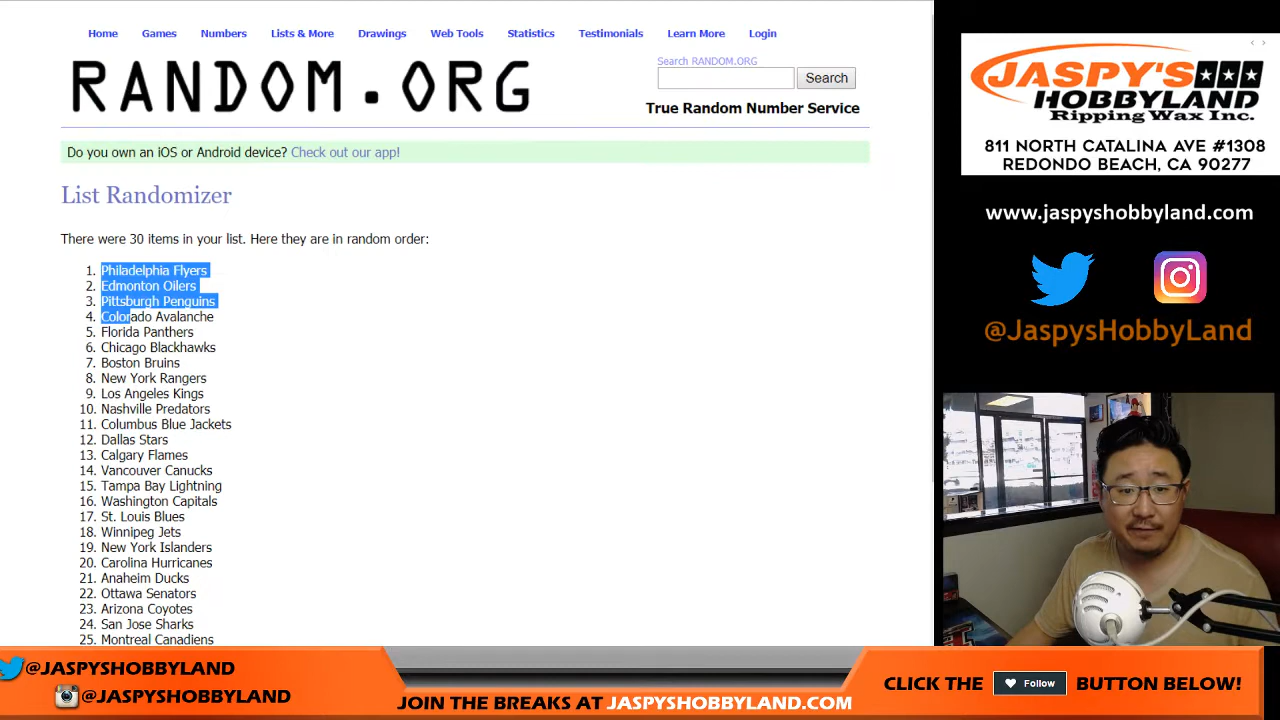 Home Games Numbers Lists & More Drawings Web Tools Statistics Testimonials Learn More Login
RANDOM.ORG
Search RANDOM.ORG
Search
True Random Number Service
Do you own an iOS or Android device? Check out our app!
List Randomizer
There were 30 items in your list. Here they are in random order:
1. Philadelphia Flyers
2. Edmonton Oilers
3. Pittsburgh Penguins
4. Colorado Avalanche
5. Florida Panthers
6. Chicago Blackhawks
7. Boston Bruins
8. New York Rangers
9. Los Angeles Kings
10. Nashville Predators
11. Columbus Blue Jackets
12. Dallas Stars
13. Calgary Flames
14. Vancouver Canucks
15. Tampa Bay Lightning
16. Washington Capitals
17. St. Louis Blues
18. Winnipeg Jets
19. New York Islanders
20. Carolina Hurricanes
21. Anaheim Ducks
22. Ottawa Senators
23. Arizona Coyotes
24. San Jose Sharks
25. Montreal Canadiens
JASPY'S
HOBBYLAND
Ripping Wax Inc.
811 NORTH CATALINA AVE #1308
REDONDO BEACH, CA 90277
www.jaspyshobbyland.com
@JaspysHobbyLand
@JASPYSHOBBYLAND
@JASPYSHOBBYLAND
JOIN THE BREAKS AT JASPYSHOBBYLAND.COM
CLICK THE Follow BUTTON BELOW!